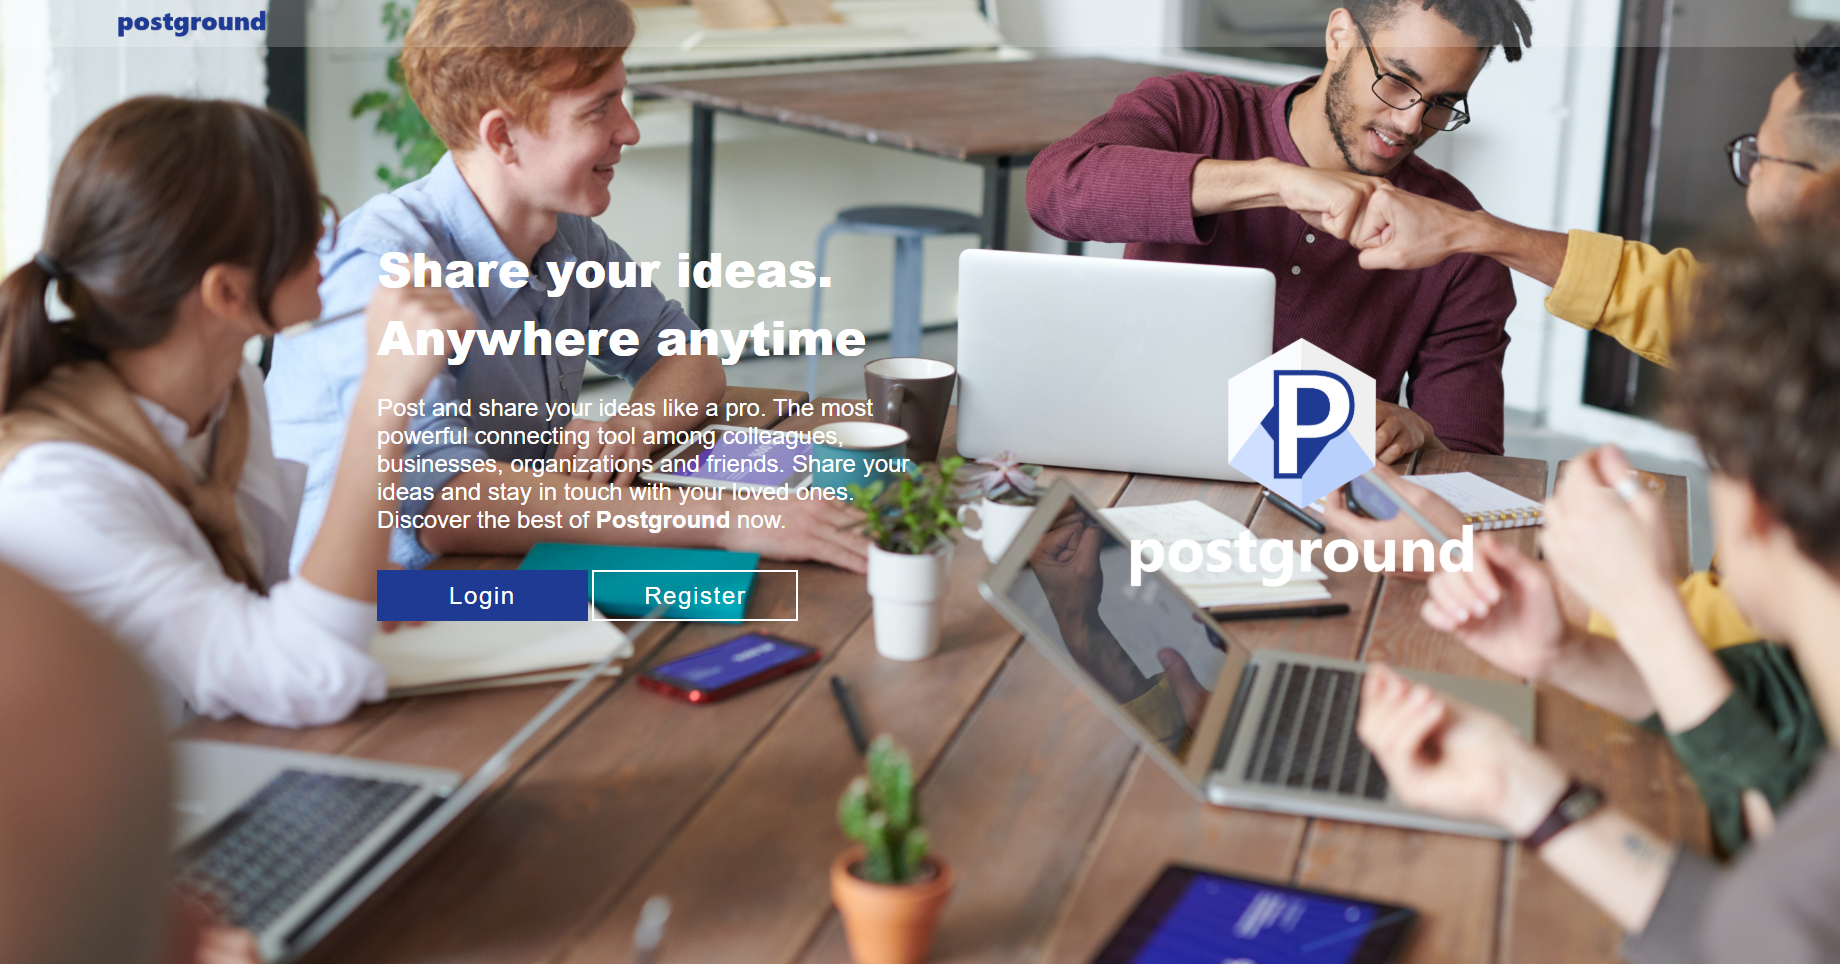 postground
Share your ideas.
Anywhere anytime
Post and share your ideas like a pro. The most
powerful connecting tool among colleagues,
businesses, organizations and friends. Share your
ideas and stay in touch with your loved ones.
Discover the best of Postground now.
Login
Register
P
postground